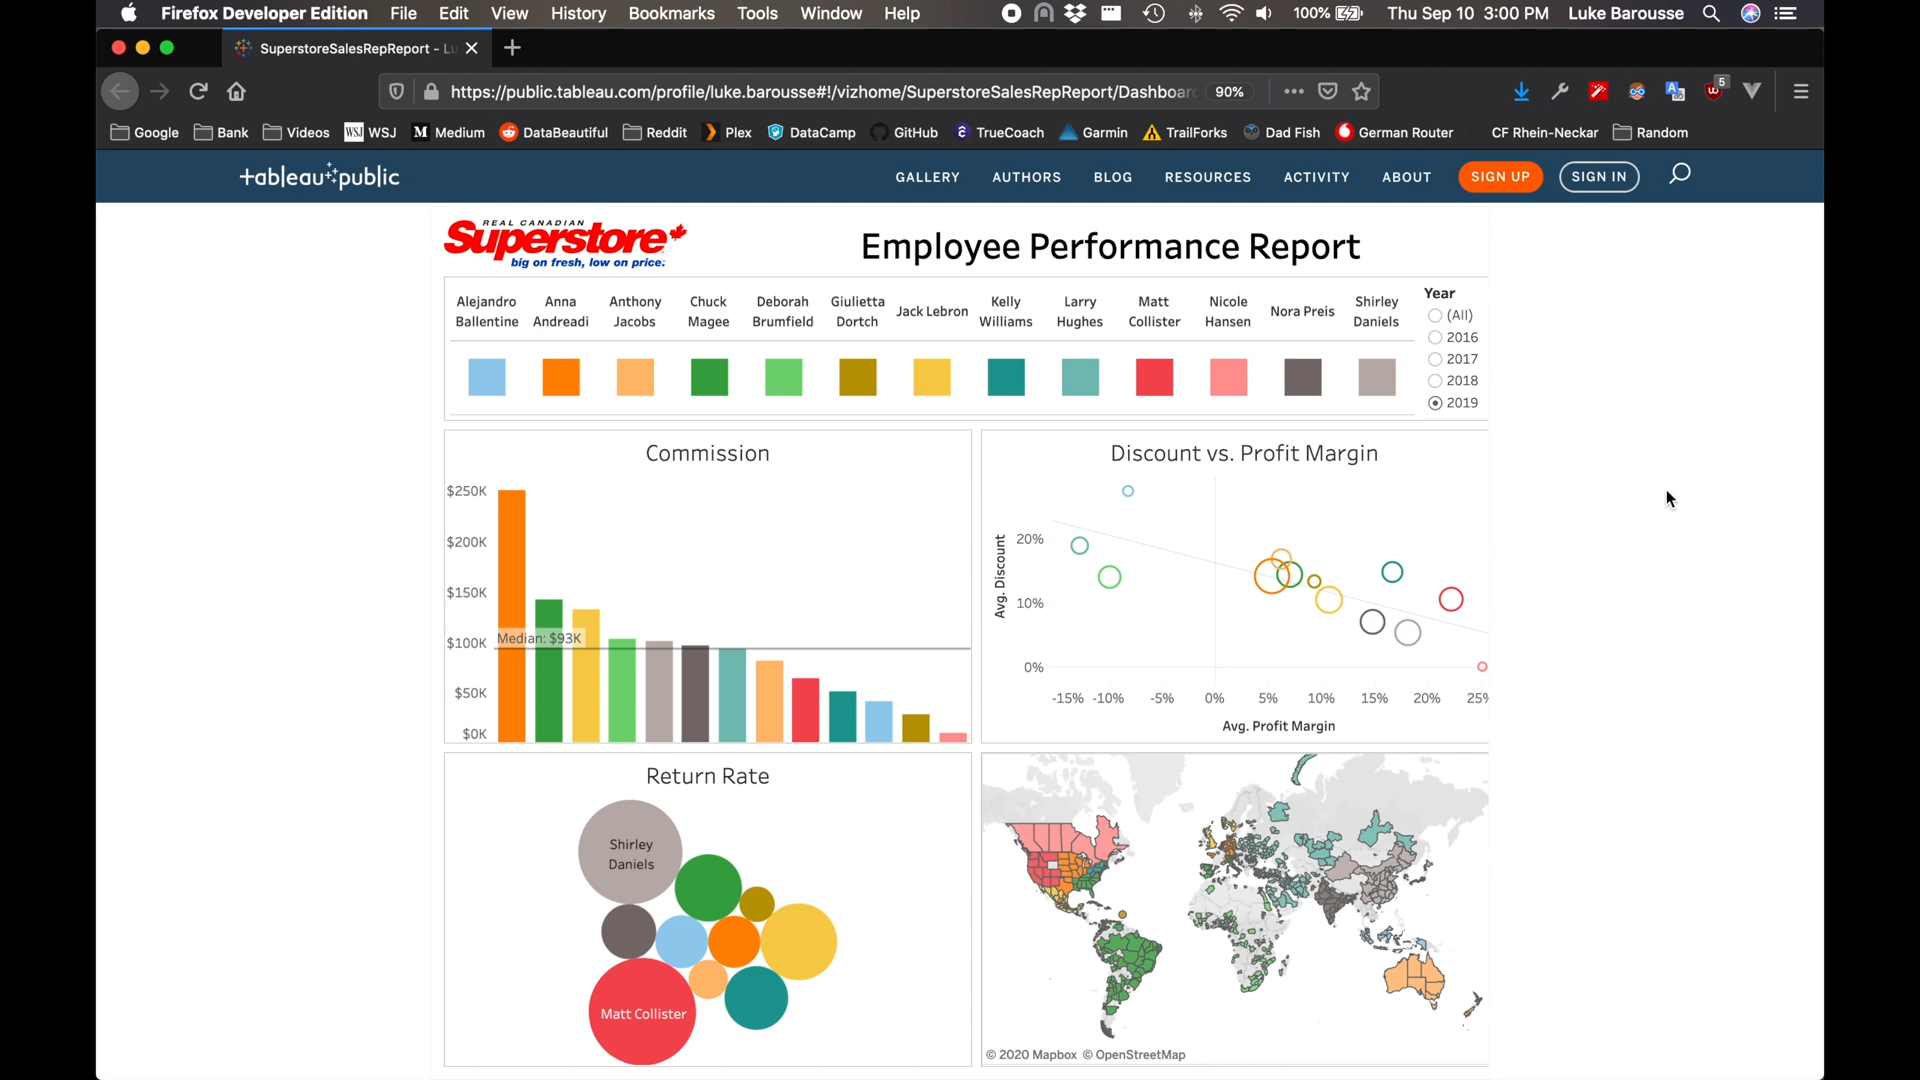 Firefox Developer Edition File Edit View History Bookmarks Tools Window Help 100% Thu Sep 10 3:00 PM Luke Barousse
SuperstoreSalesRepReport - Lu
https://public.tableau.com/profile/luke.barousse#!/vizhome/SuperstoreSalesRepReport/Dashboar 90% 5
Google Bank Videos WSJ WSJ M Medium DataBeautiful Reddit Plex DataCamp GitHub TrueCoach Garmin TrailForks Dad Fish German Router CF Rhein-Neckar Random
+ableau public GALLERY AUTHORS BLOG RESOURCES ACTIVITY ABOUT SIGN UP SIGN IN
REAL CANADIAN
Superstore
big on fresh, low on price.
Employee Performance Report
Alejandro Ballentine
Anna Andreadi
Anthony Jacobs
Chuck Magee
Deborah Brumfield
Giulietta Dortch
Jack Lebron
Kelly Williams
Larry Hughes
Matt Collister
Nicole Hansen
Nora Preis
Shirley Daniels
Year
(All)
2016
2017
2018
2019
Commission
$250K
$200K
$150K
$100K
Median: $93K
$50K
$0K
Discount vs. Profit Margin
Avg. Discount
20%
10%
0%
-15% -10% -5% 0% 5% 10% 15% 20% 25%
Avg. Profit Margin
Return Rate
Shirley
Daniels
Matt Collister
© 2020 Mapbox © OpenStreetMap